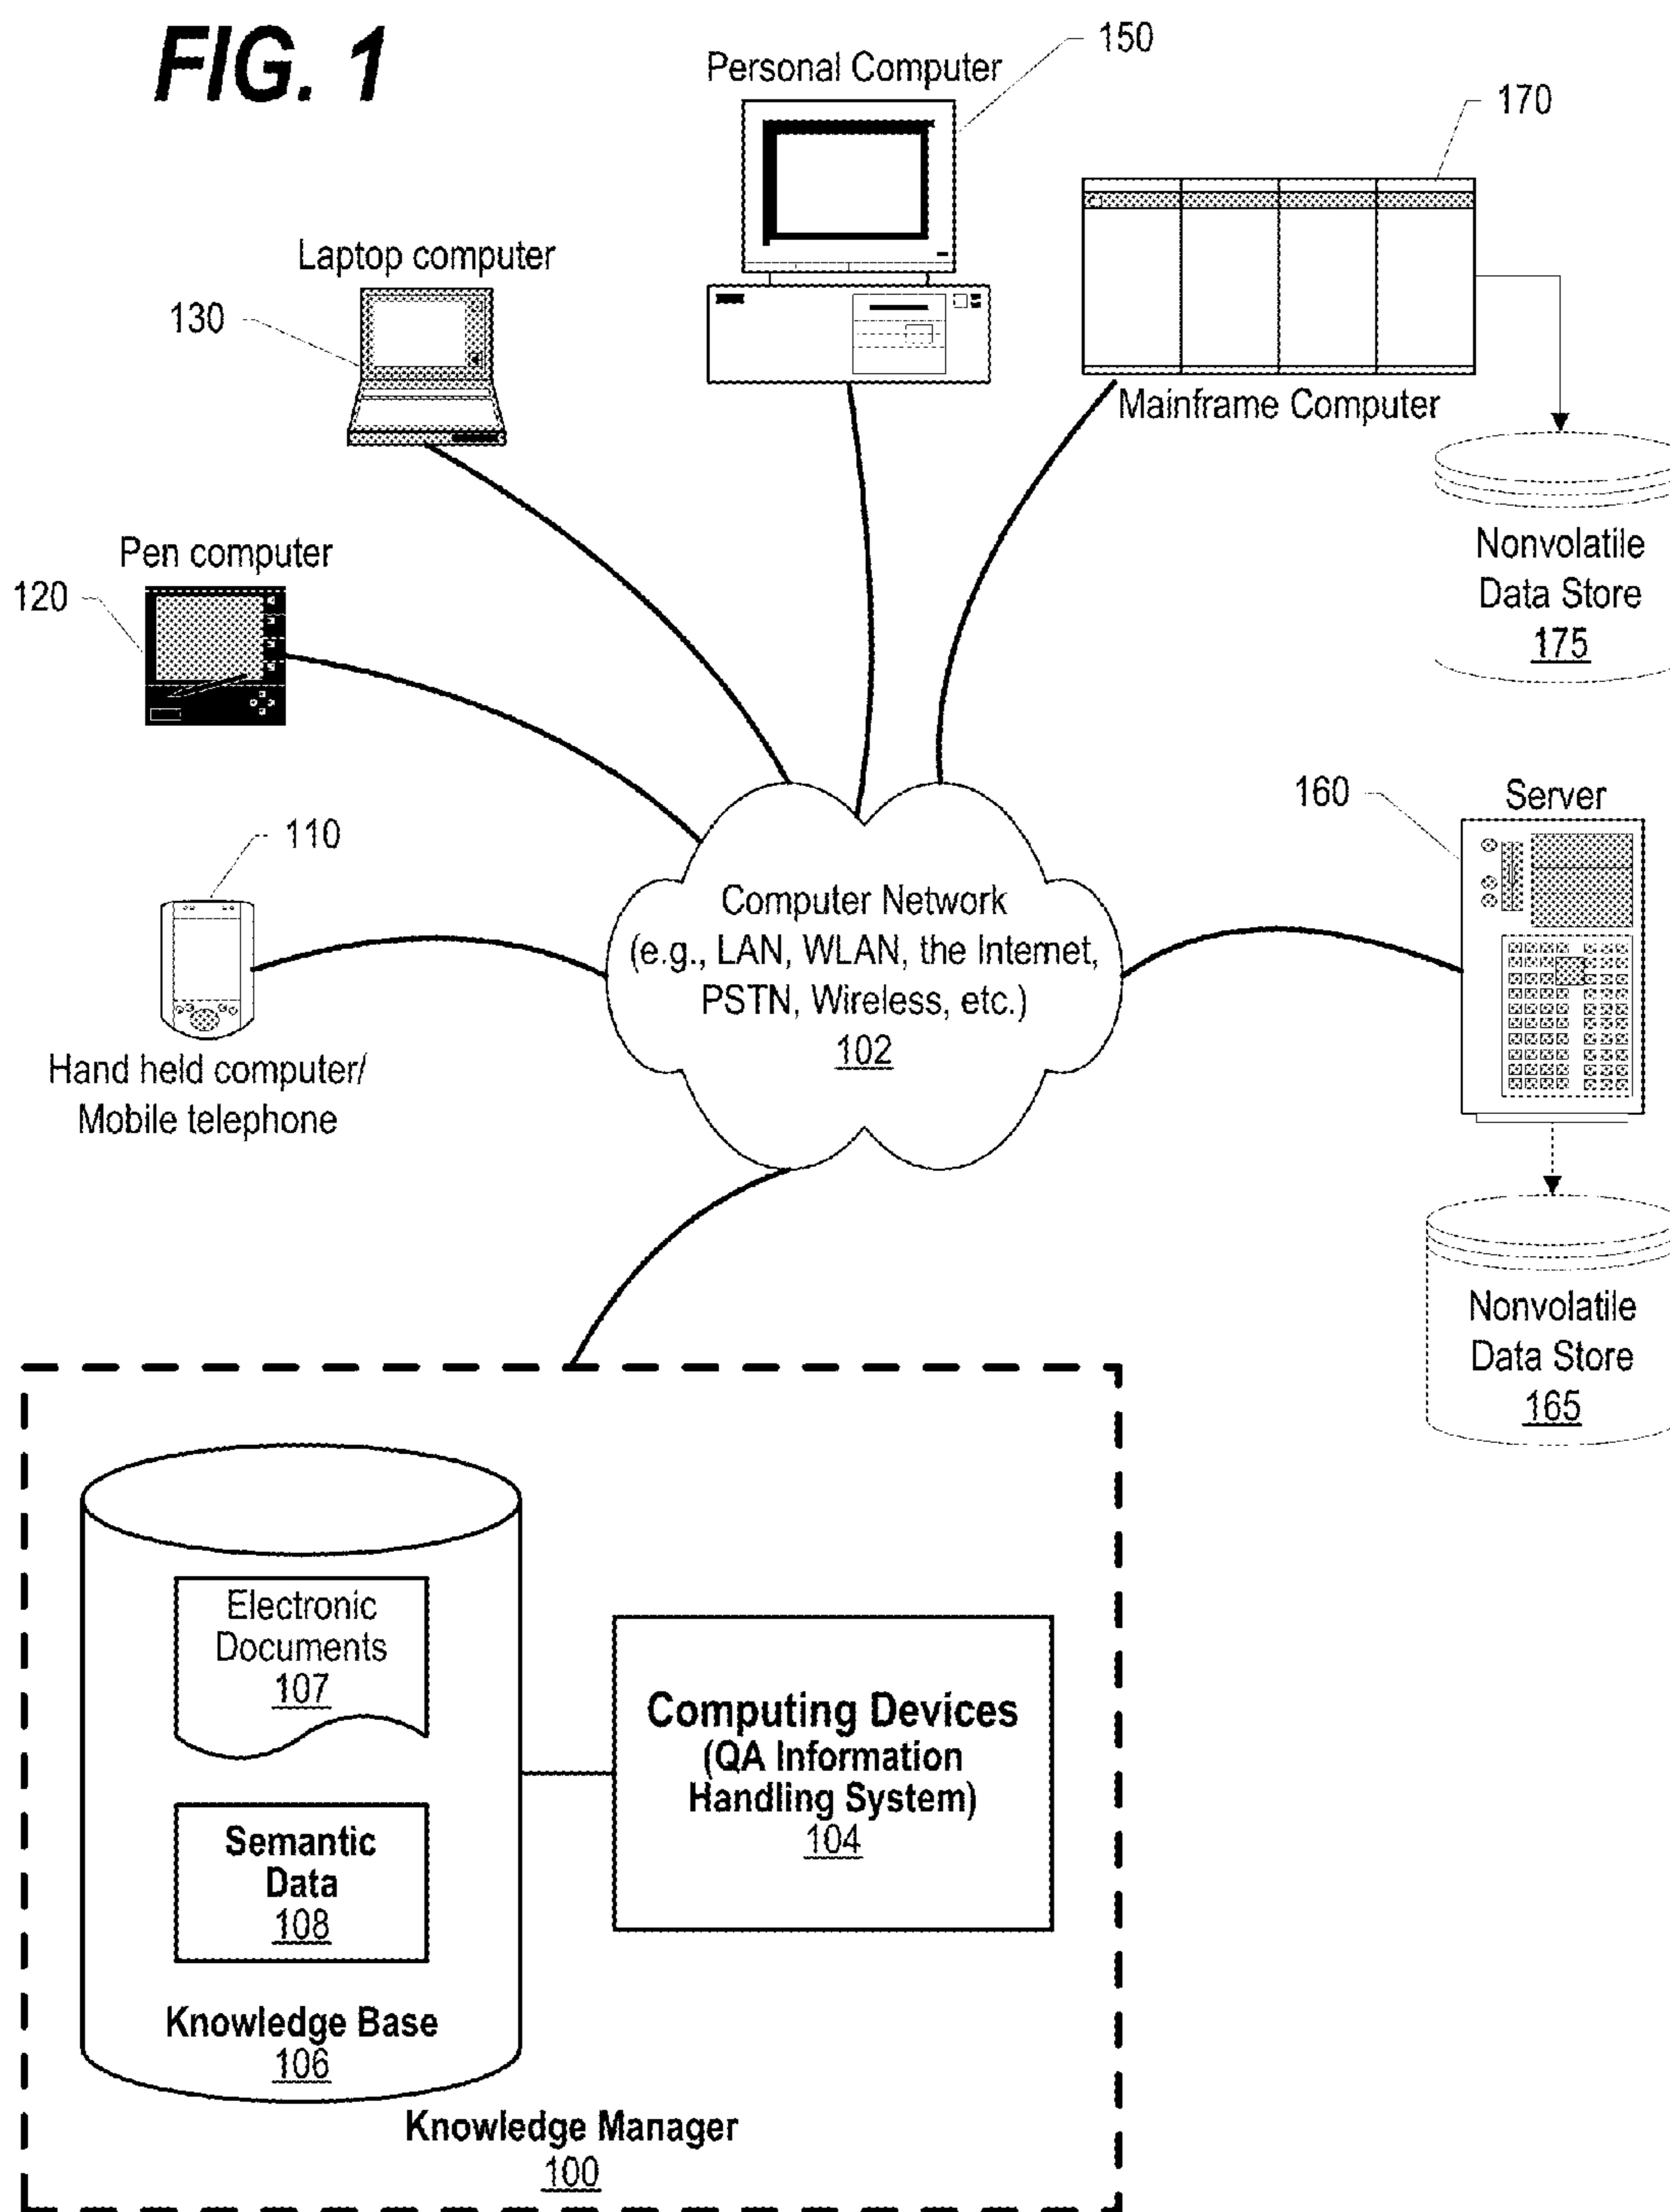 FIG. 1
Personal Computer
150
170
Laptop computer
130
Mainframe Computer
Nonvolatile
Data Store
175
Pen computer
120
160
Server
110
Computer Network
(e.g., LAN, WLAN, the Internet,
PSTN, Wireless, etc.)
102
Hand held computer/
Mobile telephone
Nonvolatile
Data Store
165
Electronic
Documents
107
Computing Devices
(QA Information
Handling System)
104
Semantic
Data
108
Knowledge Base
106
Knowledge Manager
100